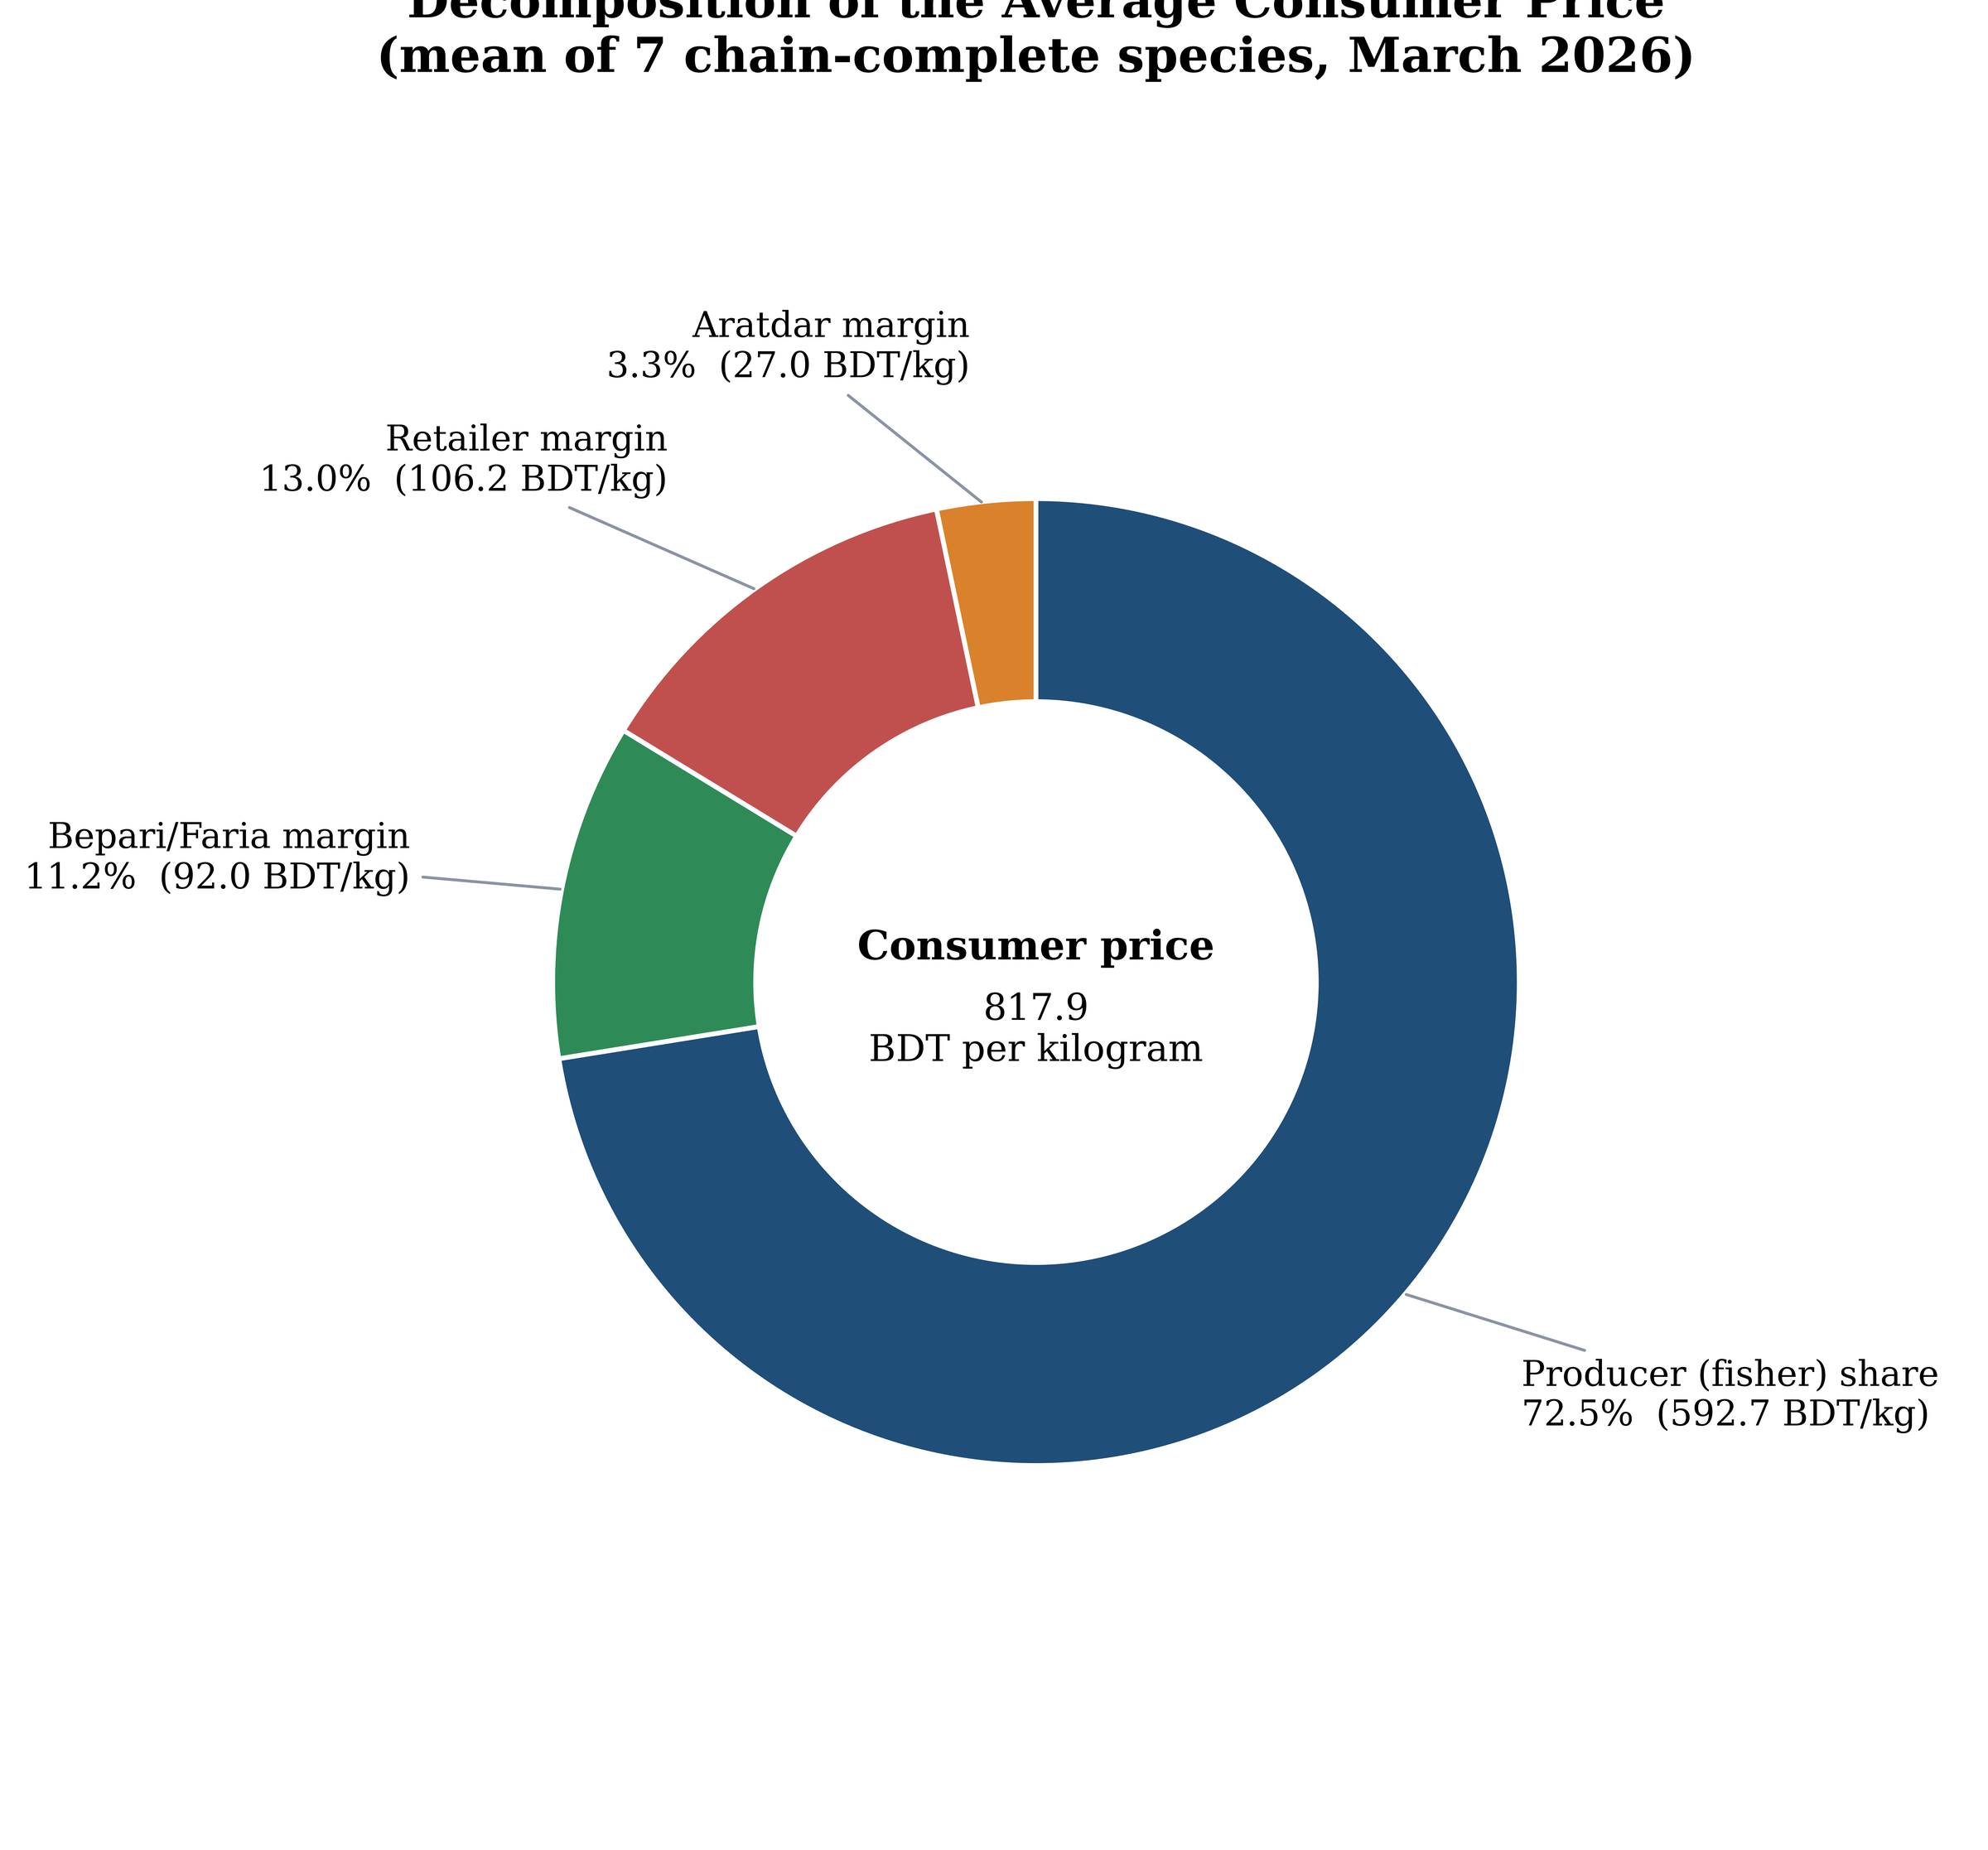 Decomposition of the Average Consumer Price
(mean of 7 chain-complete species, March 2026)
Aratdar margin
3.3%  (27.0 BDT/kg)
Retailer margin
13.0%  (106.2 BDT/kg)
Bepari/Faria margin
11.2%  (92.0 BDT/kg)
Consumer price
817.9
BDT per kilogram
Producer (fisher) share
72.5%  (592.7 BDT/kg)